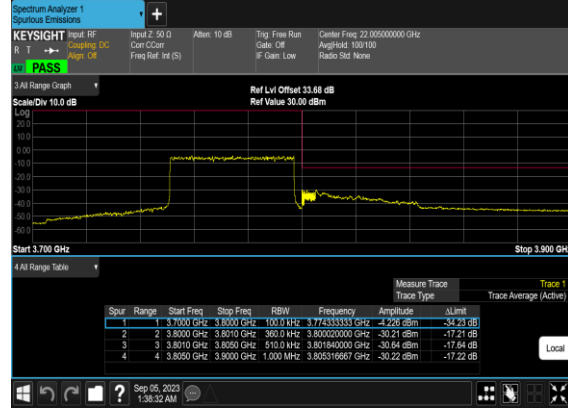 Spectrum Analyzer 1
Spurious Emissions
KEYSIGHT Input: RF Input Z: 50 Ω Atten: 10 dB Trig: Free Run Center Freq: 22.005000000 GHz
R T Coupling: DC Corr CCorr Gate: Off Avg|Hold: 100/100
Align: Off Freq Ref: Int (S) IF Gain: Low Radio Std: None
PASS
3 All Range Graph
Ref Lvl Offset 33.68 dB
Scale/Div 10.0 dB Ref Value 30.00 dBm
Log
20.0
10.0
0.00
-10.0
-20.0
-30.0
-40.0
-50.0
-60.0
Start 3.700 GHz Stop 3.900 GH
4 All Range Table
Measure Trace Trace 1
Trace Type Trace Average (Active)
Spur Range Start Freq Stop Freq RBW Frequency Amplitude ΔLimit
1 1 3.7000 GHz 3.8000 GHz 100.0 kHz 3.774333333 GHz -4.226 dBm -34.23 dB
2 2 3.8000 GHz 3.8010 GHz 360.0 kHz 3.800020000 GHz -30.21 dBm -17.21 dB
3 3 3.8010 GHz 3.8050 GHz 510.0 kHz 3.801840000 GHz -30.64 dBm -17.64 dB
4 4 3.8050 GHz 3.9000 GHz 1.000 MHz 3.805316667 GHz -30.22 dBm -17.22 dB
Local
? Sep 05, 2023
1:38:32 AM